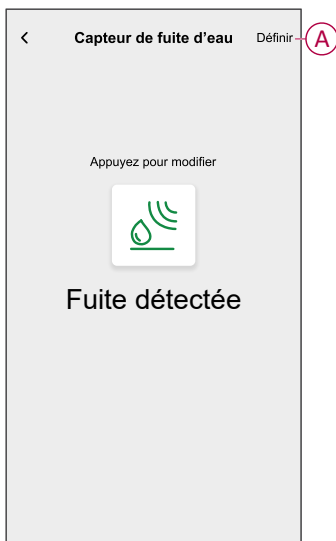 Capteur de fuite d’eau Définir A
Appuyez pour modifier
Fuite détectée